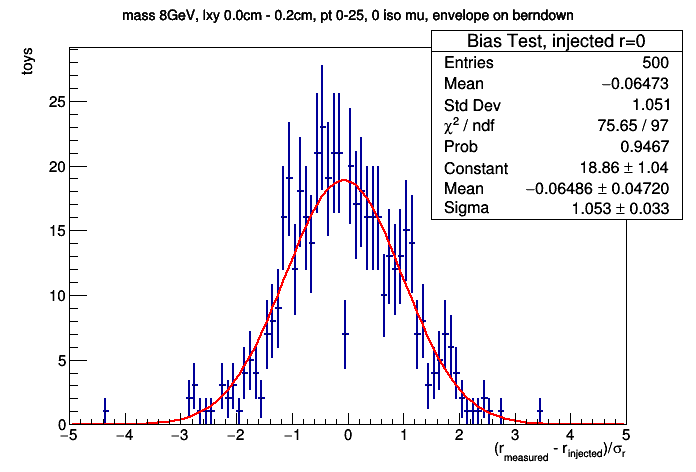 mass 8GeV, lxy 0.0cm - 0.2cm, pt 0-25, 0 iso mu, envelope on berndown
Bias Test, injected r=0
Entries 500
Mean −0.06473
Std Dev 1.051
χ² / ndf 75.65 / 97
Prob 0.9467
Constant 18.86 ± 1.04
Mean −0.06486 ± 0.04720
Sigma 1.053 ± 0.033
toys
25
20
15
10
5
0
−5 −4 −3 −2 −1 0 1 2 3 4 5
(r_measured - r_injected)/σ_r